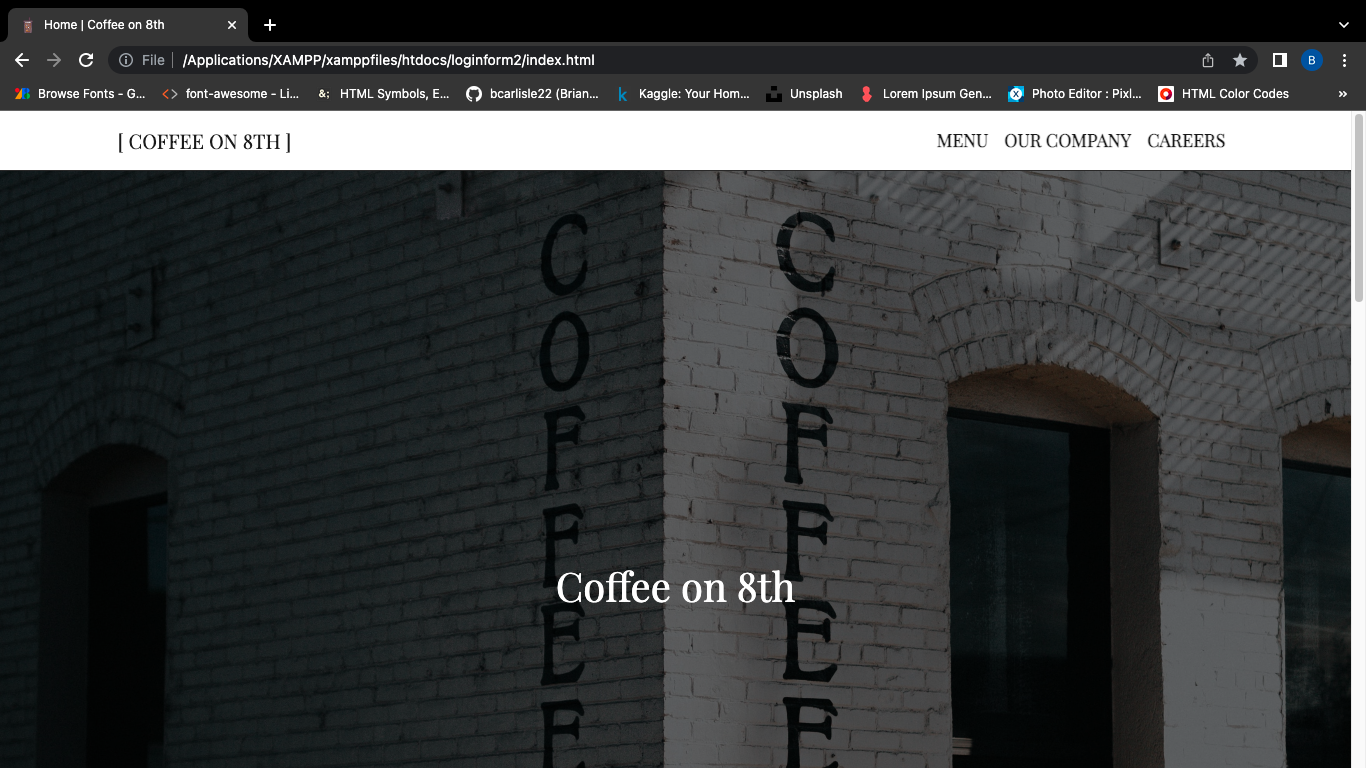 Home | Coffee on 8th
File | /Applications/XAMPP/xamppfiles/htdocs/loginform2/index.html
B
Browse Fonts - G... font-awesome - Li... HTML Symbols, E... bcarlisle22 (Brian... Kaggle: Your Hom... Unsplash Lorem Ipsum Gen... Photo Editor : Pixl... HTML Color Codes »
[ COFFEE ON 8TH ] MENU OUR COMPANY CAREERS
COFFEE
COFFEE
Coffee on 8th